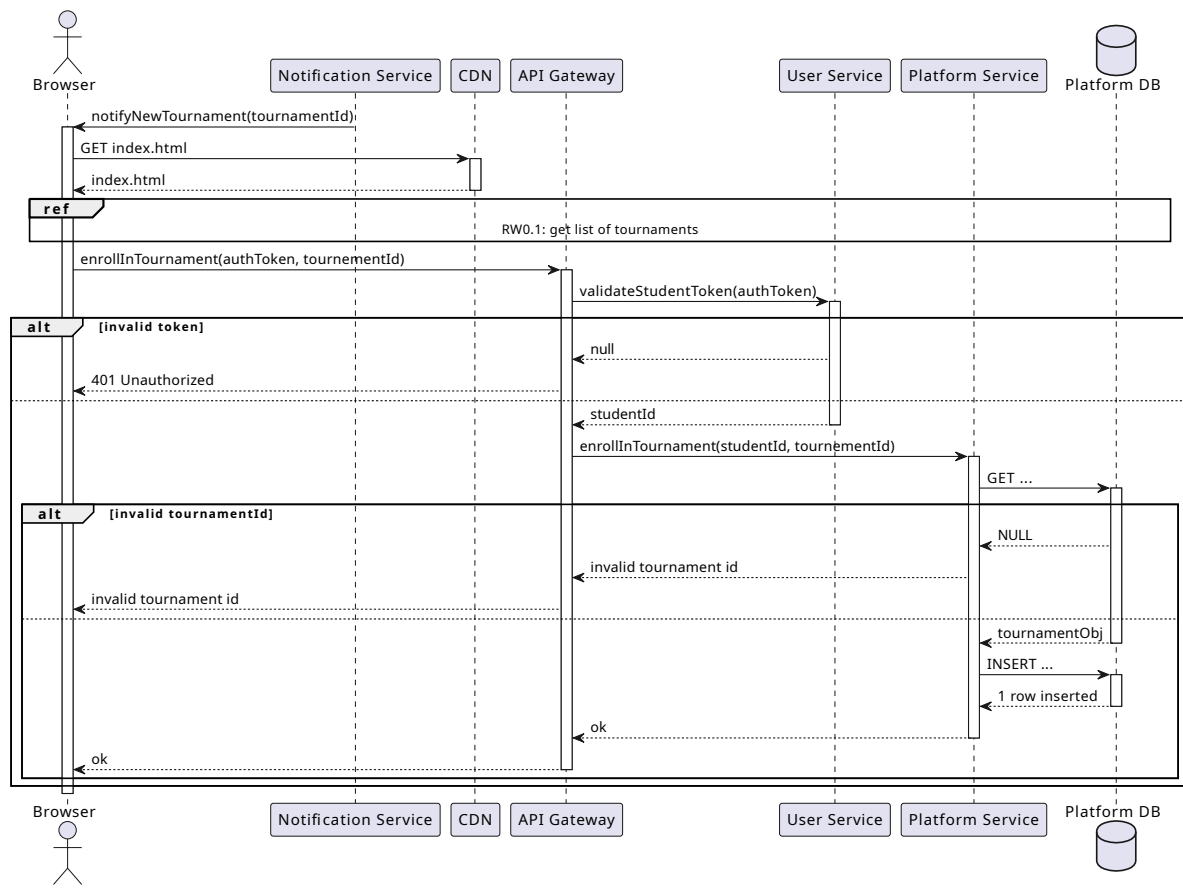 Browser
Notification Service
CDN
API Gateway
User Service
Platform Service
Platform DB
notifyNewTournament(tournamentId)
GET index.html
index.html
ref
RW0.1: get list of tournaments
enrollInTournament(authToken, tournementId)
validateStudentToken(authToken)
alt [invalid token]
null
401 Unauthorized
studentId
enrollInTournament(studentId, tournementId)
GET ...
alt [invalid tournamentId]
NULL
invalid tournament id
invalid tournament id
tournamentObj
INSERT ...
1 row inserted
ok
ok
Browser
Notification Service
CDN
API Gateway
User Service
Platform Service
Platform DB